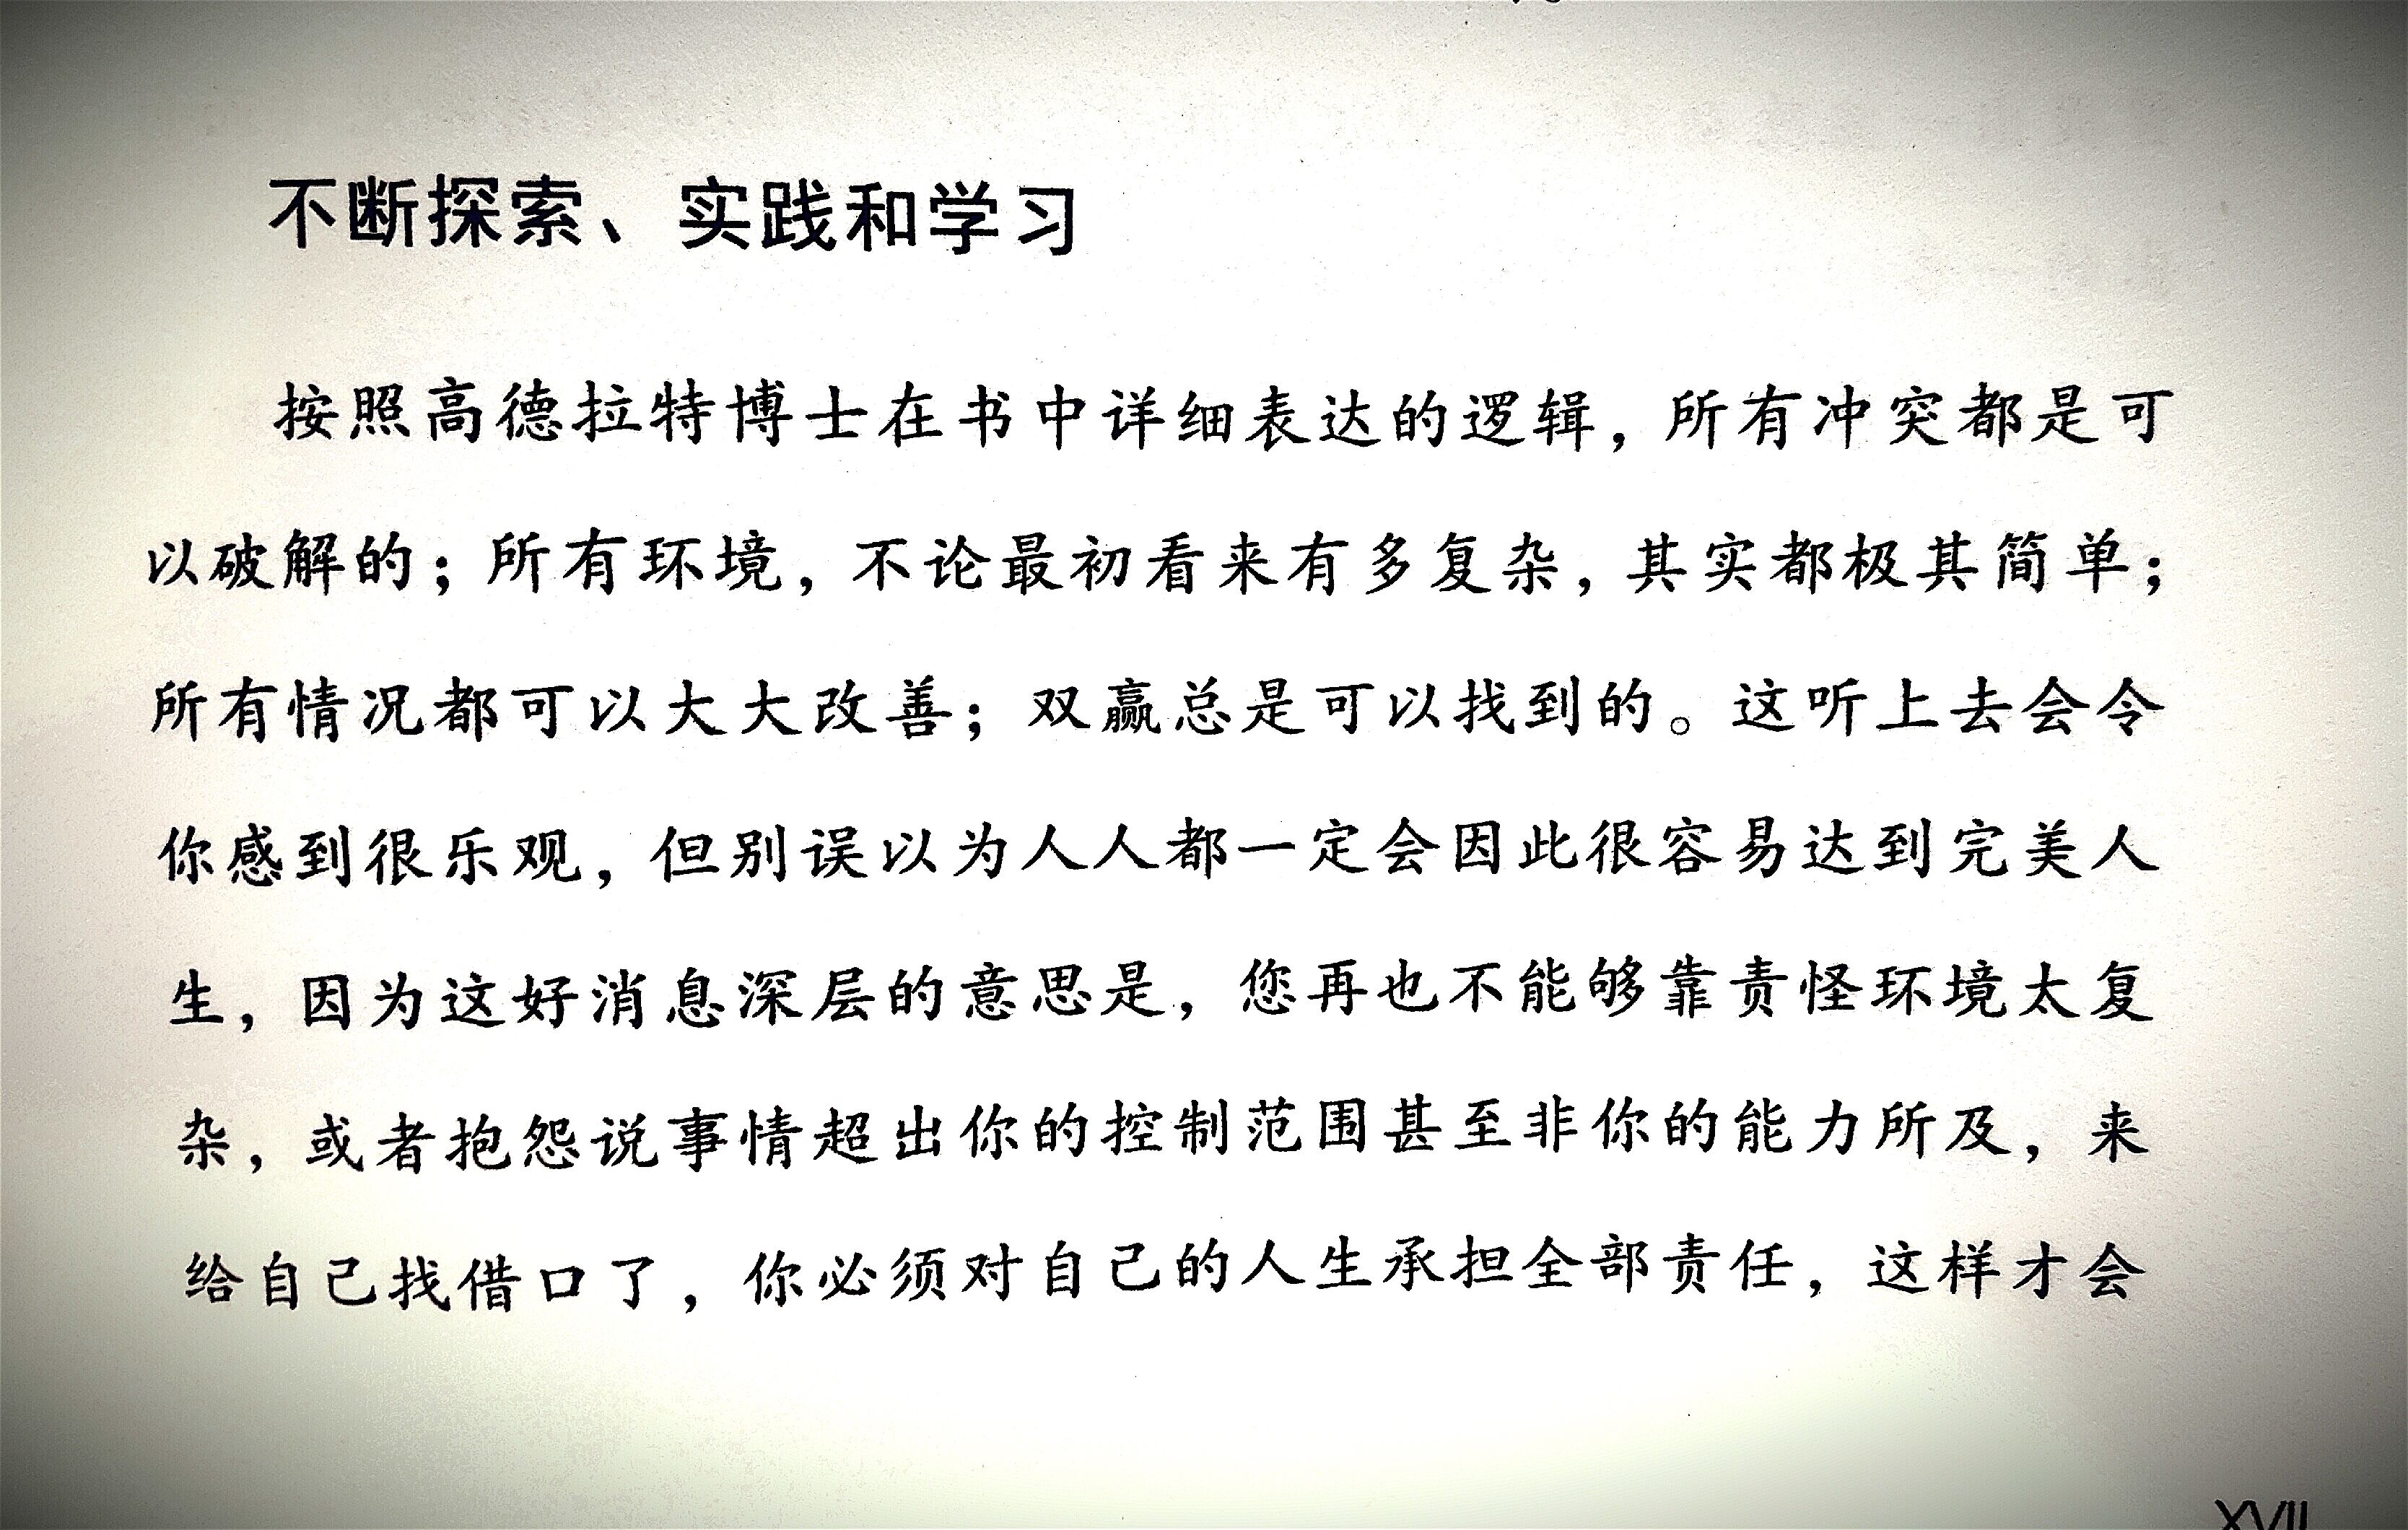 不断探索、实践和学习
按照高德拉特博士在书中详细表达的逻辑，所有冲突都是可
以破解的；所有环境，不论最初看来有多复杂，其实都极其简单；
所有情况都可以大大改善；双赢总是可以找到的。这听上去会令
你感到很乐观，但别误以为人人都一定会因此很容易达到完美人
生，因为这好消息深层的意思是，您再也不能够靠责怪环境太复
杂，或者抱怨说事情超出你的控制范围甚至非你的能力所及，来
给自己找借口了，你必须对自己的人生承担全部责任，这样才会
XVII